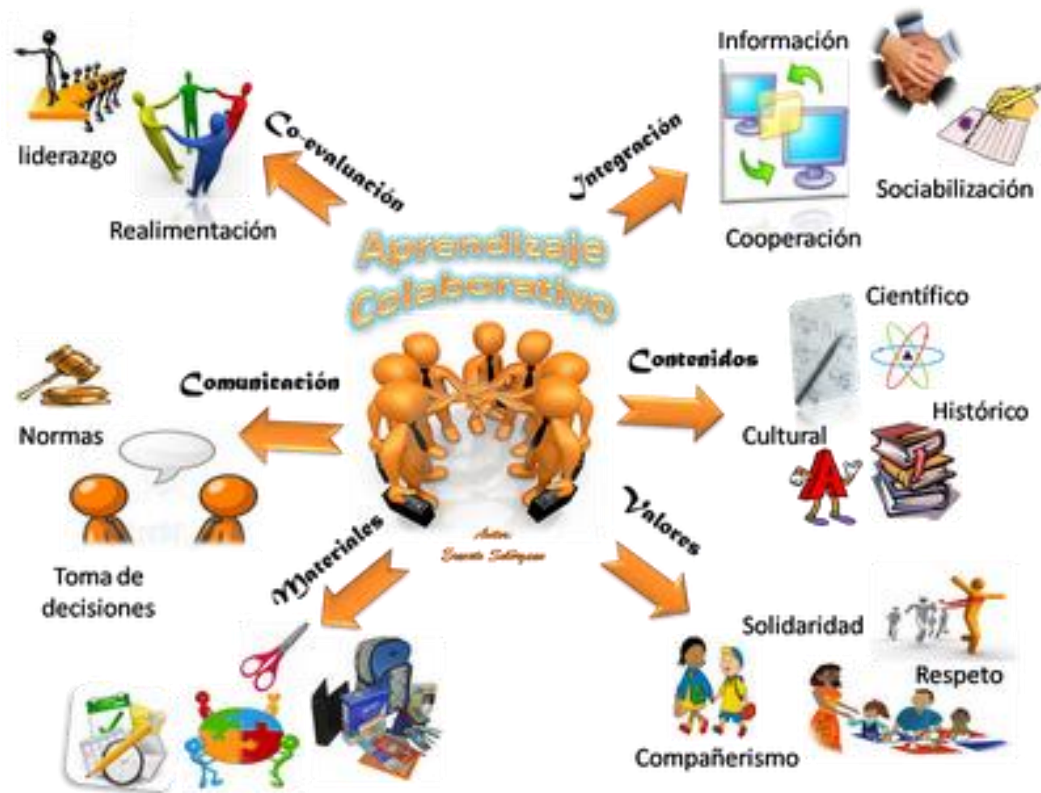 liderazgo
Realimentación
Co-evaluación
Integración
Información
Cooperación
Sociabilización
Aprendizaje
Colaborativo
Normas
Comunicación
Toma de
decisiones
Contenidos
Científico
Histórico
Cultural
Materiales
Valores
Autor:
Solidaridad
Respeto
Compañerismo